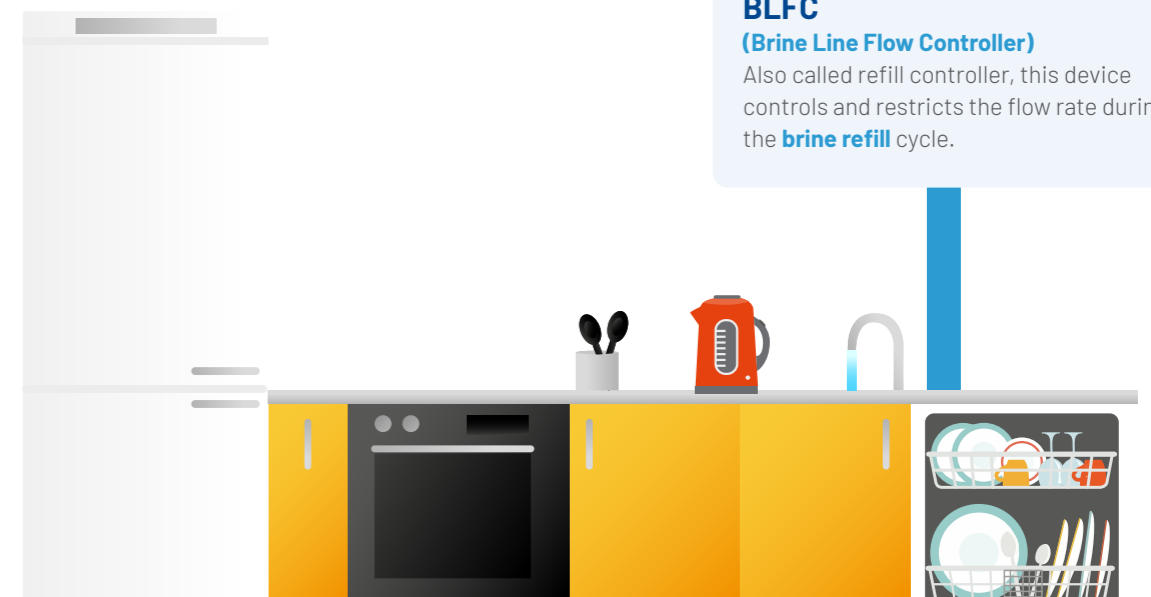 BLFC
(Brine Line Flow Controller)
Also called refill controller, this device
controls and restricts the flow rate durin
the brine refill cycle.